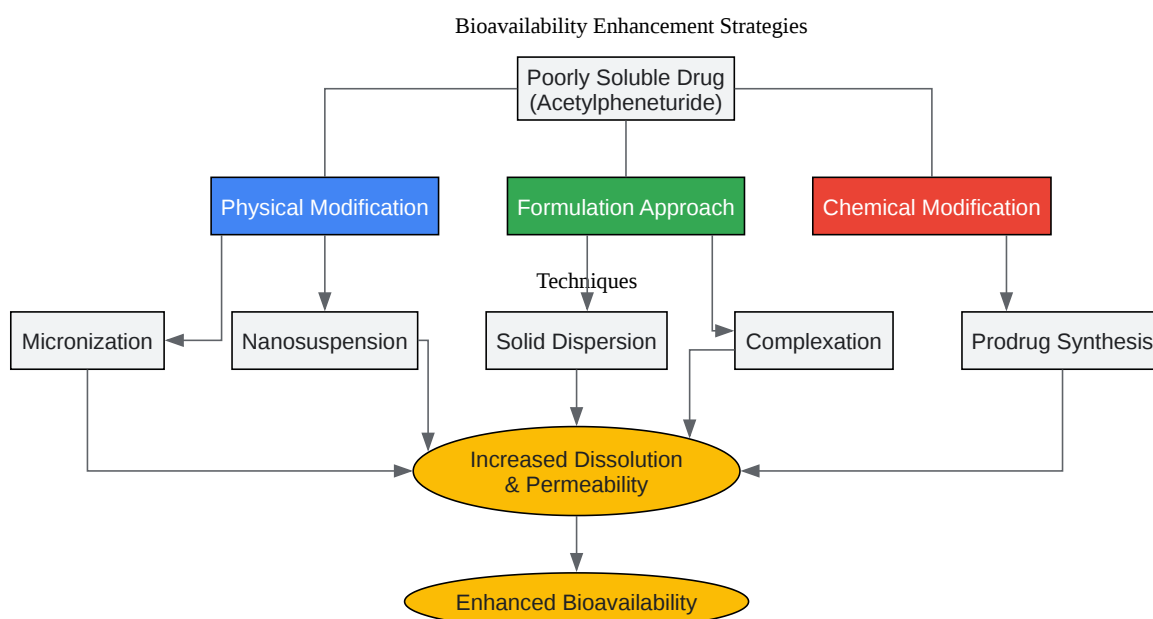 Bioavailability Enhancement Strategies
Poorly Soluble Drug
(Acetylpheneturide)
Physical Modification
Formulation Approach
Chemical Modification
Techniques
Micronization
Nanosuspension
Solid Dispersion
Complexation
Prodrug Synthesis
Increased Dissolution
& Permeability
Enhanced Bioavailability